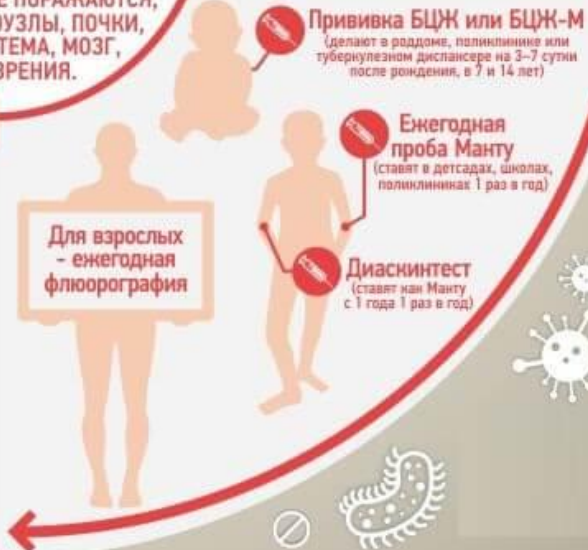 ПОРАЖАЮТСЯ,
УЗЛЫ, ПОЧКИ,
ТЕМА, МОЗГ,
ЗРЕНИЯ.
Прививка БЦЖ или БЦЖ-М
(делают в роддоме, поликлинике или
туберкулезном диспансере на 3–7 сутки
после рождения, в 7 и 14 лет)
Ежегодная
проба Манту
(ставят в детсадах, школах,
поликлиниках 1 раз в год)
Для взрослых
- ежегодная
флюорография
Диаскинтест
(ставят как Манту
с 1 года 1 раз в год)